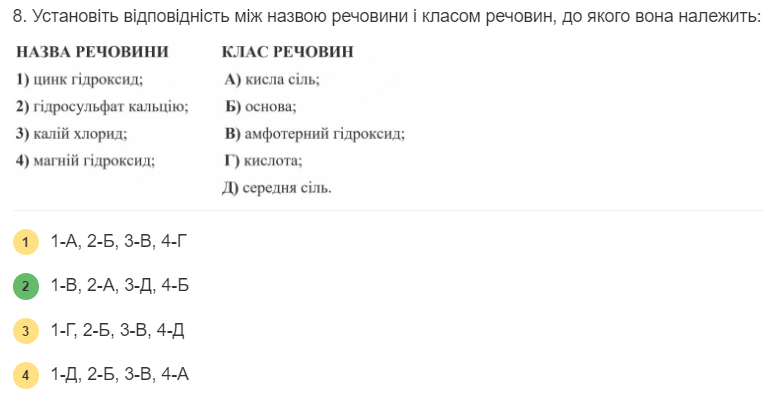 8. Установіть відповідність між назвою речовини і класом речовин, до якого вона належить:
НАЗВА РЕЧОВИНИ КЛАС РЕЧОВИН
1) цинк гідроксид; А) кисла сіль;
2) гідросульфат кальцію; Б) основа;
3) калій хлорид; В) амфотерний гідроксид;
4) магній гідроксид; Г) кислота;
Д) середня сіль.
1 1-А, 2-Б, 3-В, 4-Г
2 1-В, 2-А, 3-Д, 4-Б
3 1-Г, 2-Б, 3-В, 4-Д
4 1-Д, 2-Б, 3-В, 4-А